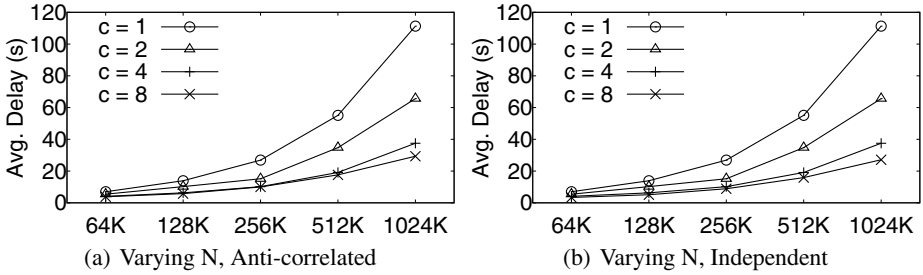 120
100
80
60
40
20
0
Avg. Delay (s)
c = 1
c = 2
c = 4
c = 8
64K 128K 256K 512K 1024K
(a) Varying N, Anti-correlated
120
100
80
60
40
20
0
Avg. Delay (s)
c = 1
c = 2
c = 4
c = 8
64K 128K 256K 512K 1024K
(b) Varying N, Independent